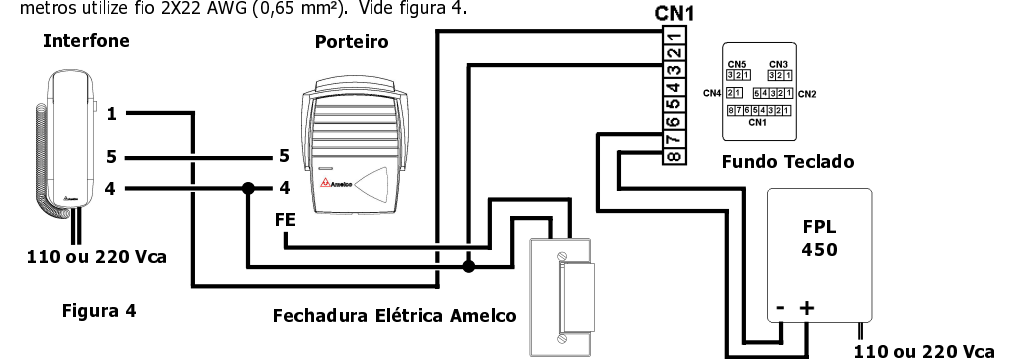 metros utilize fio 2X22 AWG (0,65 mm²). Vide figura 4.
CN1
Interfone
Porteiro
1
2
3
4
5
6
7
8
CN5
CN3
3 2 1
3 2 1
CN4
2 1
5 4 3 2 1
CN2
8 7 6 5 4 3 2 1
CN1
Fundo Teclado
1
5
5
4
4
Amelco
FE
110 ou 220 Vca
FPL
450
- +
Figura 4
Fechadura Elétrica Amelco
110 ou 220 Vca